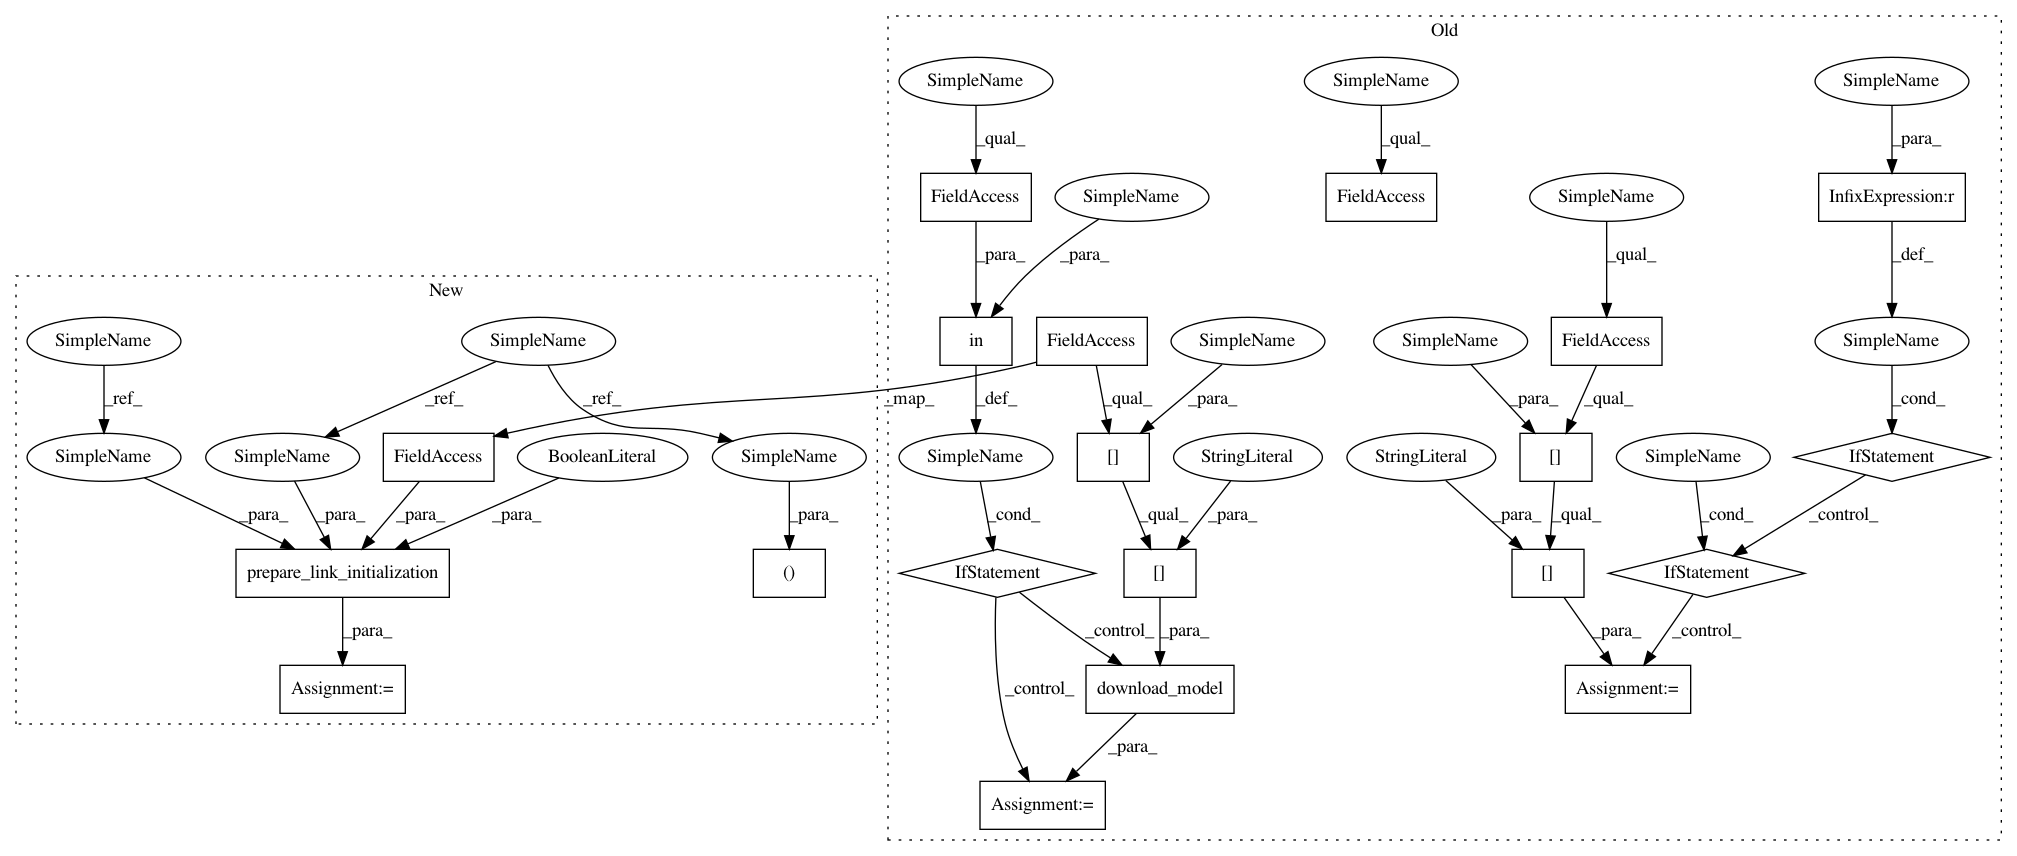 Old
SimpleName
SimpleName
SimpleName
_qual_
_qual_
_para_
FieldAccess
SimpleName
FieldAccess
SimpleName
InfixExpression:r
_para_
_para_
_qual_
_def_
New
SimpleName
SimpleName
in
FieldAccess
SimpleName
SimpleName
FieldAccess
SimpleName
_ref_
_ref_
_ref_
_map_
_def_
_qual_
_para_
_para_
_qual_
_cond_
SimpleName
SimpleName
FieldAccess
BooleanLiteral
SimpleName
SimpleName
[]
StringLiteral
StringLiteral
[]
SimpleName
IfStatement
_para_
_para_
_para_
_para_
_para_
_cond_
_qual_
_para_
_para_
_qual_
_cond_
_control_
prepare_link_initialization
()
IfStatement
[]
[]
IfStatement
_para_
_control_
_para_
_para_
_control_
Assignment:=
_control_
download_model
Assignment:=
_para_
Assignment:=